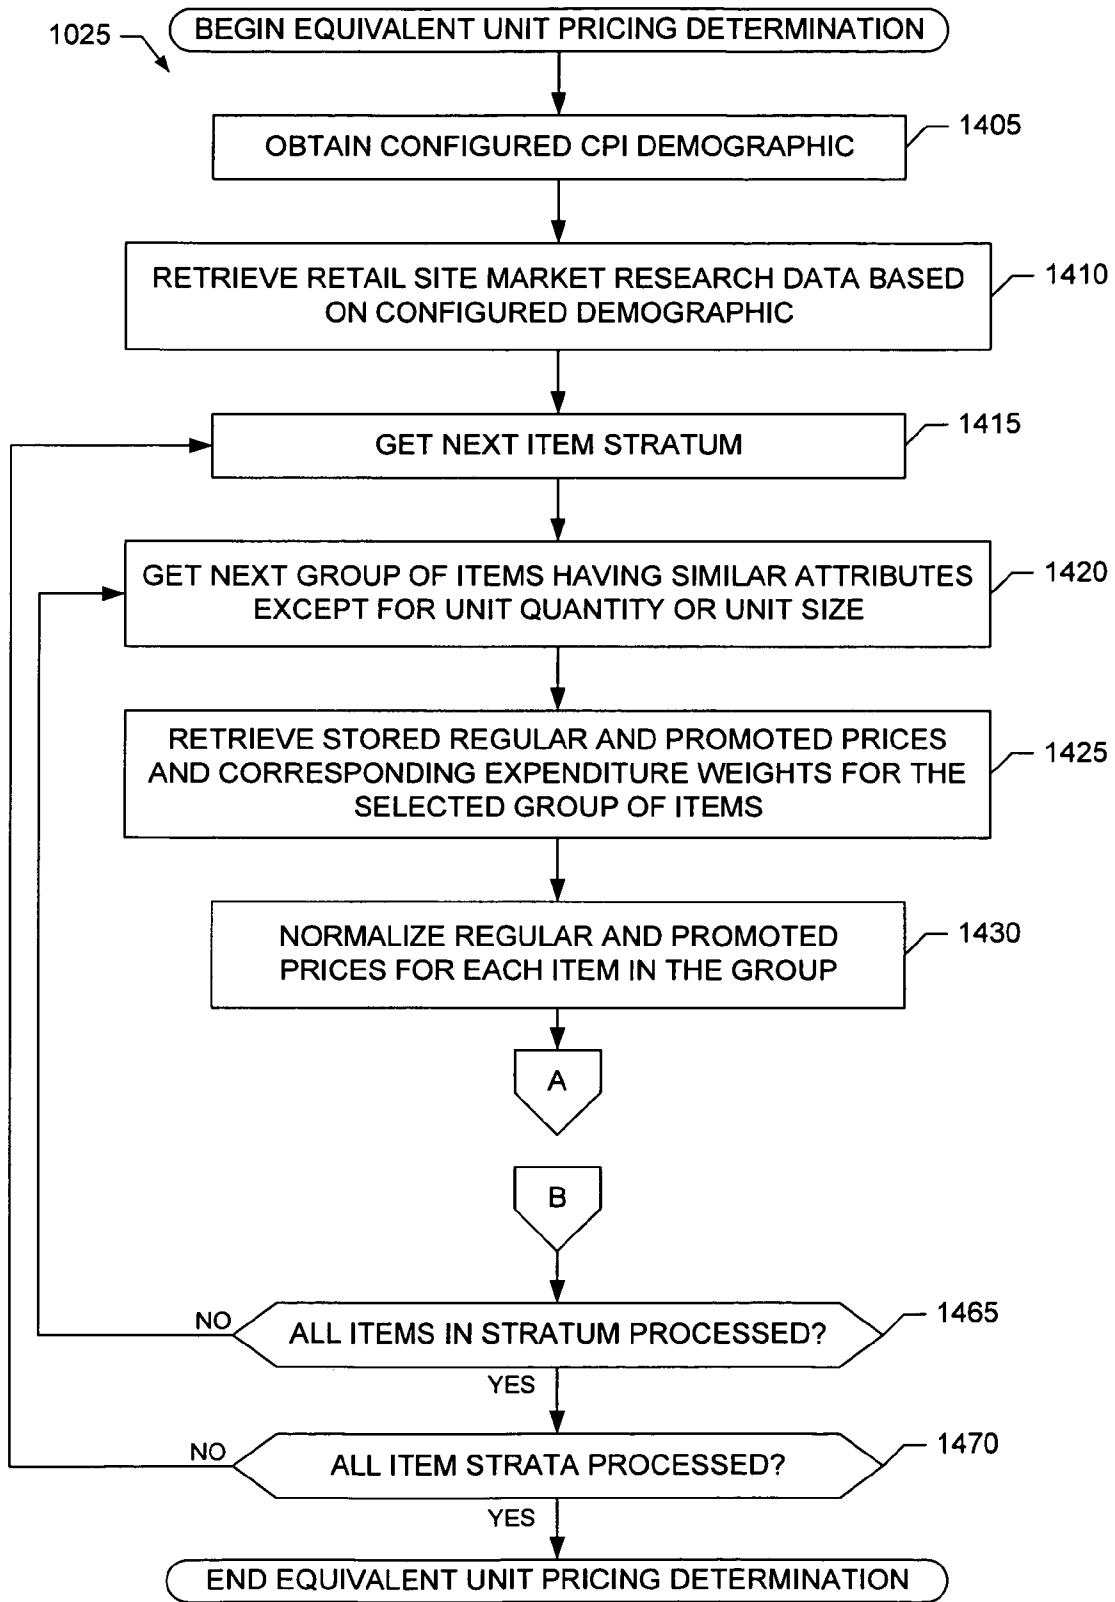 1025
BEGIN EQUIVALENT UNIT PRICING DETERMINATION
OBTAIN CONFIGURED CPI DEMOGRAPHIC
1405
RETRIEVE RETAIL SITE MARKET RESEARCH DATA BASED
ON CONFIGURED DEMOGRAPHIC
1410
GET NEXT ITEM STRATUM
1415
GET NEXT GROUP OF ITEMS HAVING SIMILAR ATTRIBUTES
EXCEPT FOR UNIT QUANTITY OR UNIT SIZE
1420
RETRIEVE STORED REGULAR AND PROMOTED PRICES
AND CORRESPONDING EXPENDITURE WEIGHTS FOR THE
SELECTED GROUP OF ITEMS
1425
NORMALIZE REGULAR AND PROMOTED
PRICES FOR EACH ITEM IN THE GROUP
1430
A
B
NO
ALL ITEMS IN STRATUM PROCESSED?
1465
YES
NO
ALL ITEM STRATA PROCESSED?
1470
YES
END EQUIVALENT UNIT PRICING DETERMINATION